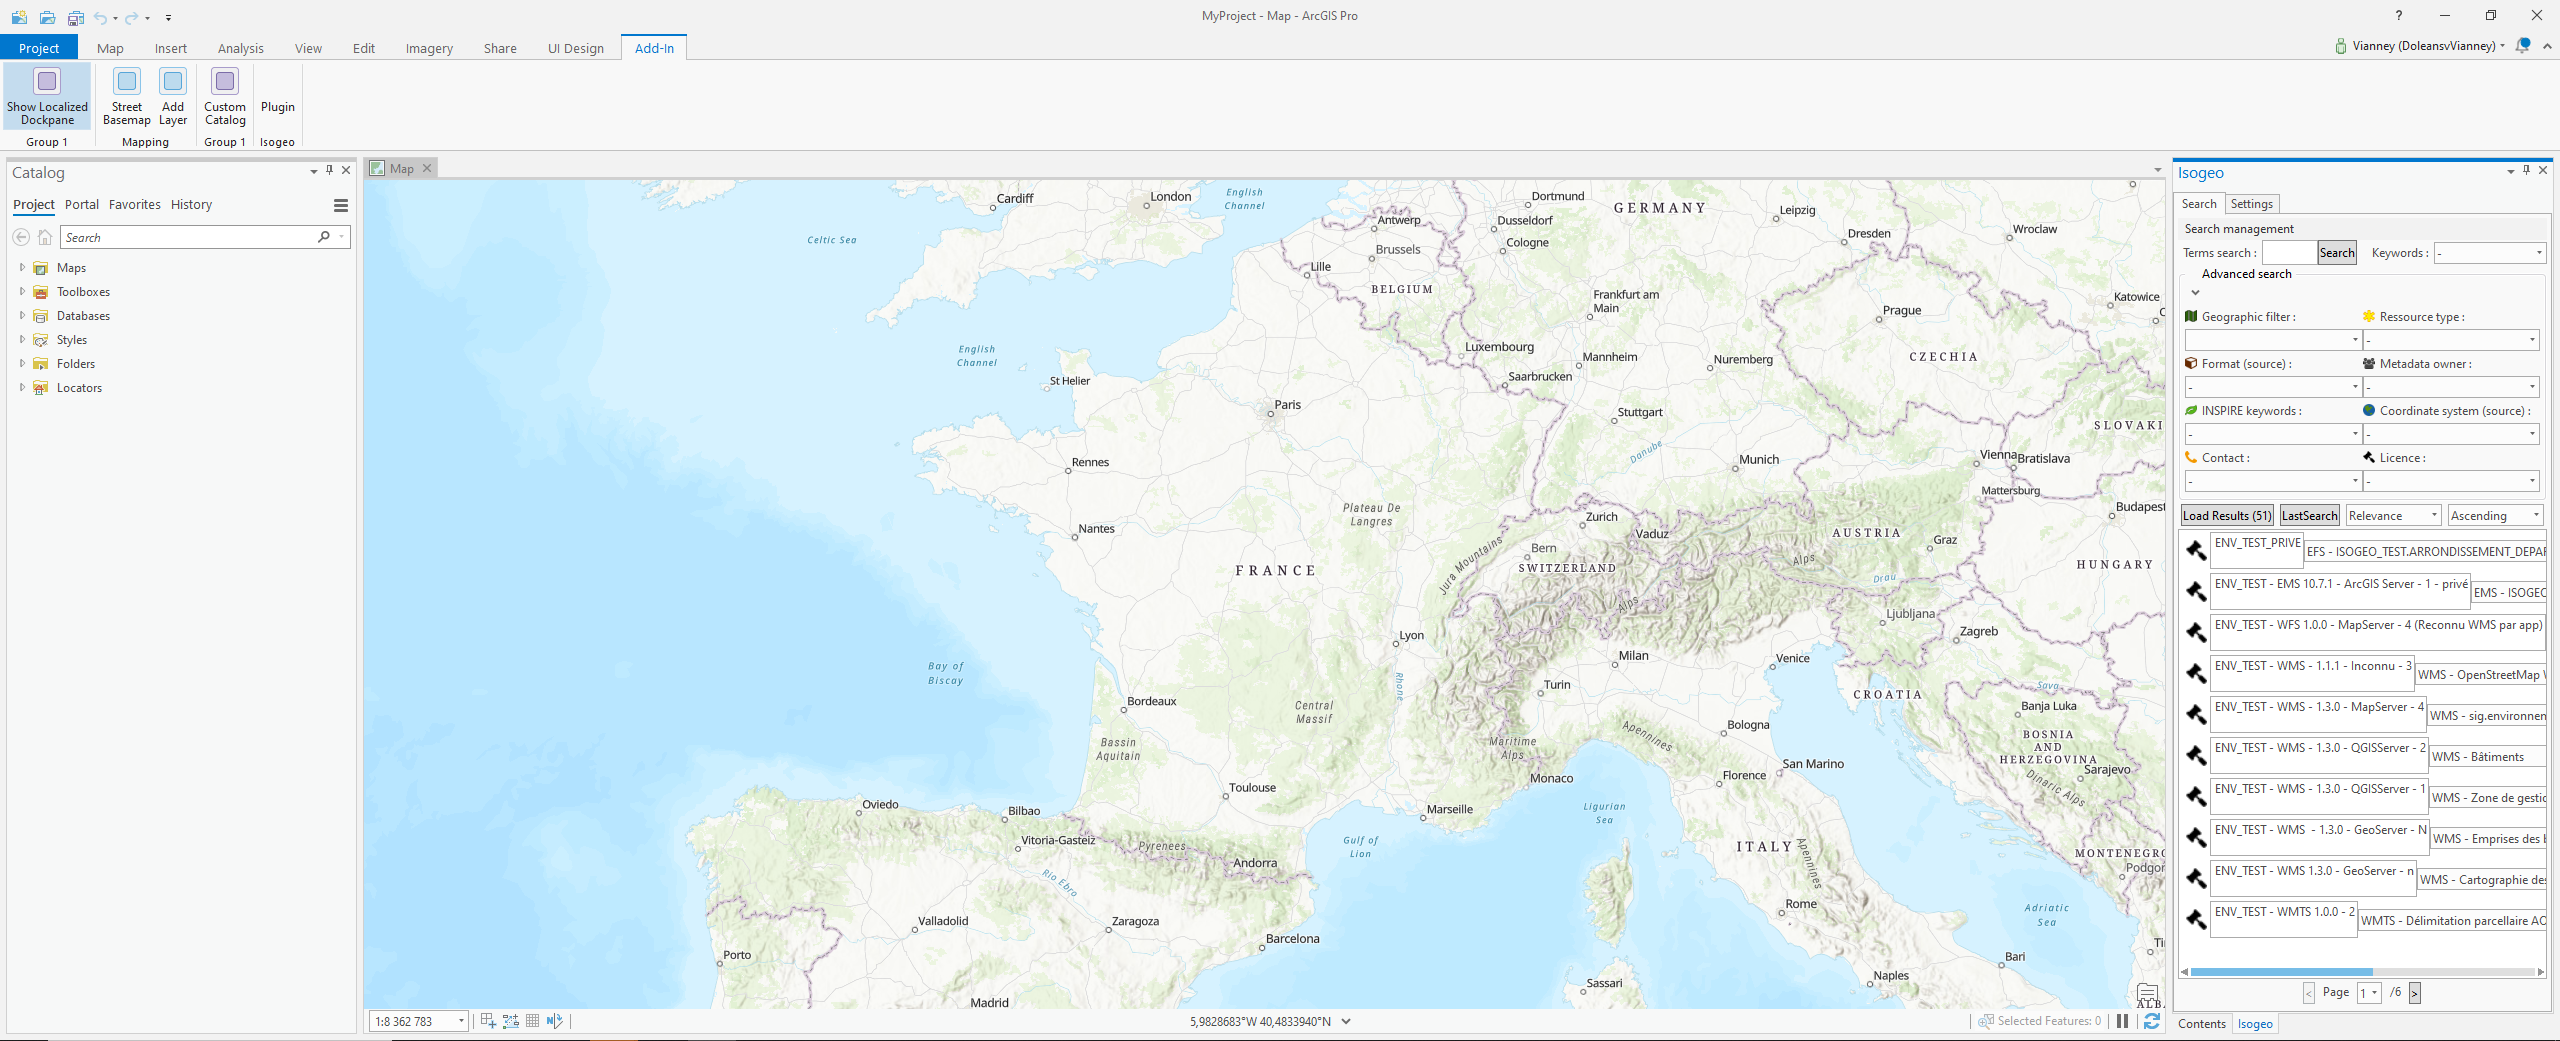 MyProject - Map - ArcGIS Pro
?
Project Map Insert Analysis View Edit Imagery Share UI Design Add-In
Vianney (DoleansvVianney)
Show Localized Dockpane
Group 1
Street Basemap
Add Layer
Mapping
Custom Catalog
Group 1
Plugin
Isogeo
Catalog
Project Portal Favorites History
Search
Maps
Toolboxes
Databases
Styles
Folders
Locators
Map
Cardiff
London
English Channel
Celtic Sea
Dortmund
GERMANY
Leipzig
Antwerp
Dusseldorf
Cologne
Dresden
Wroclaw
Brussels
Lille
BELGIUM
Frankfurt am Main
Prague
Katowice
English Channel
Luxembourg
Mannheim
Nuremberg
CZECHIA
St Helier
Saarbrucken
Paris
Stuttgart
SLOVAKI
Danube
Rennes
Munich
Vienna
Bratislava
Mattersburg
Budapest
Nantes
Plateau De Langres
Zurich
Vaduz
AUSTRIA
Graz
Jura Mountains
Bern
SWITZERLAND
Alps
HUNGARY
FRANCE
Drau
Alps
Ljubljana
Zagreb
Lyon
Milan
Venice
Bay of Biscay
Rhone
Turin
Sava
CROATIA
Bordeaux
Central Massif
Banja Luka
Bologna
Apennines
Bassin Aquitain
Maritime Alps
BOSNIA AND HERZEGOVINA
San Marino
Sarajevo
Monaco
Florence
Toulouse
Dinaric Alps
Oviedo
Bilbao
Marseille
Ligurian Sea
Vitoria-Gasteiz
Pyrenees
Gulf of Lion
ITALY
Apennines
MONTENEGRO
Andorra
Podgor
Rio Ebro
Rome
Adriatic Sea
Valladolid
Zaragoza
Barcelona
Porto
Bari
Ti
Naples
Sassari
Madrid
ALBA
1:8 362 783
5,9828683°W 40,4833940°N
Selected Features: 0
Isogeo
Search Settings
Search management
Terms search : Search Keywords : -
Advanced search
Geographic filter : Ressource type :
-
Format (source) : Metadata owner :
- -
INSPIRE keywords : Coordinate system (source) :
- -
Contact : Licence :
- -
Load Results (51) LastSearch Relevance Ascending
ENV_TEST_PRIVE EFS - ISOGEO_TEST.ARRONDISSEMENT_DEPAR
ENV_TEST - EMS 10.7.1 - ArcGIS Server - 1 - privé EMS - ISOGEO
ENV_TEST - WFS 1.0.0 - MapServer - 4 (Reconnu WMS par app)
ENV_TEST - WMS - 1.1.1 - Inconnu - 3 WMS - OpenStreetMap
ENV_TEST - WMS - 1.3.0 - MapServer - 4 WMS - sig.environnen
ENV_TEST - WMS - 1.3.0 - QGISServer - 2 WMS - Bâtiments
ENV_TEST - WMS - 1.3.0 - QGISServer - 1 WMS - Zone de gestic
ENV_TEST - WMS - 1.3.0 - GeoServer - N WMS - Emprises des
ENV_TEST - WMS 1.3.0 - GeoServer - n WMS - Cartographie des
ENV_TEST - WMTS 1.0.0 - 2 WMTS - Délimitation parcellaire AO
< Page 1 /6 >
Contents Isogeo